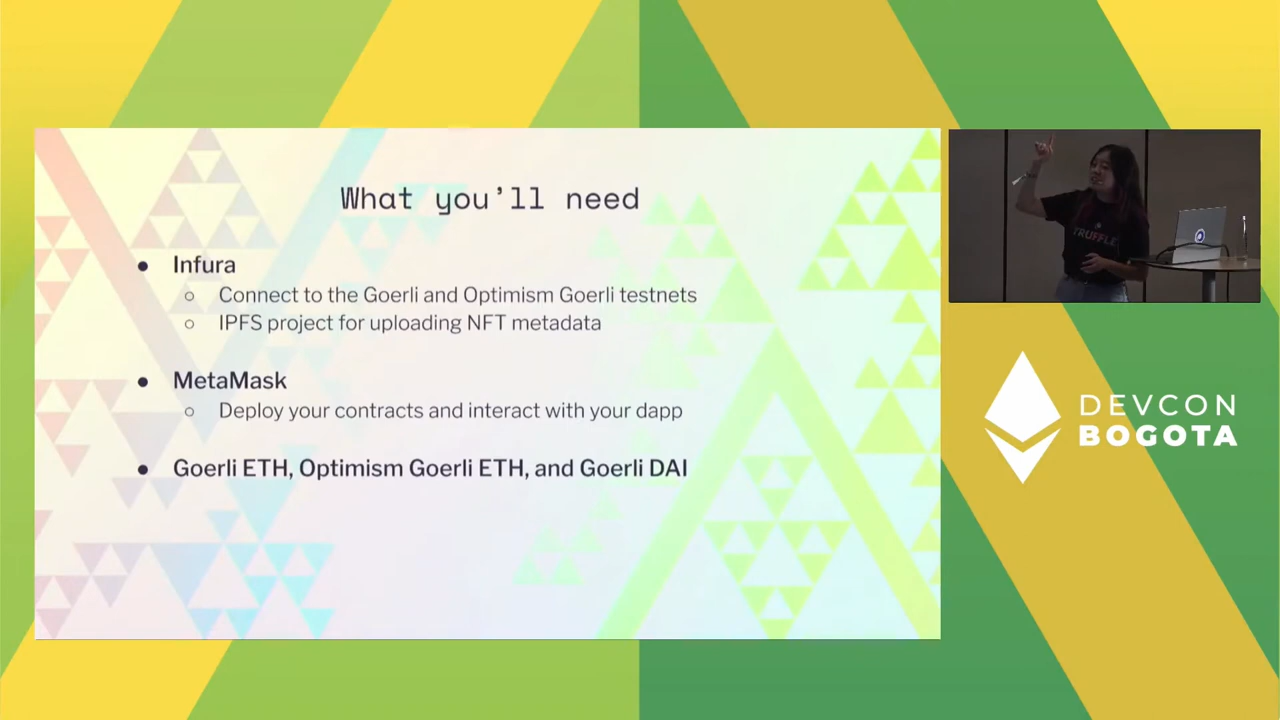 What you'll need
● Infura
○ Connect to the Goerli and Optimism Goerli testnets
○ IPFS project for uploading NFT metadata
● MetaMask
○ Deploy your contracts and interact with your dapp
● Goerli ETH, Optimism Goerli ETH, and Goerli DAI
TRUFFLE
DEVCON
BOGOTA